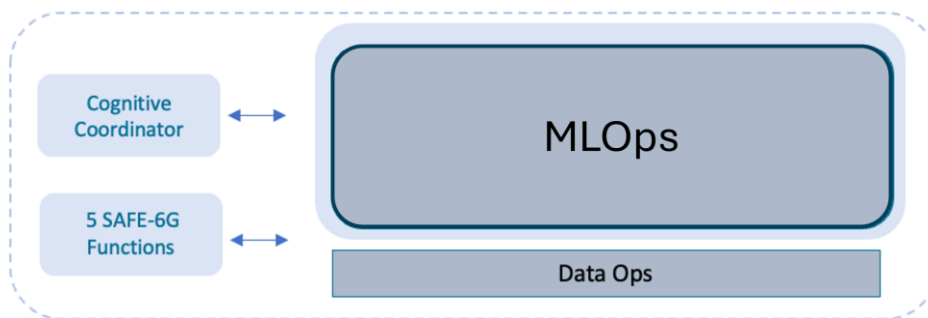 Cognitive
Coordinator
MLOps
5 SAFE-6G
Functions
Data Ops